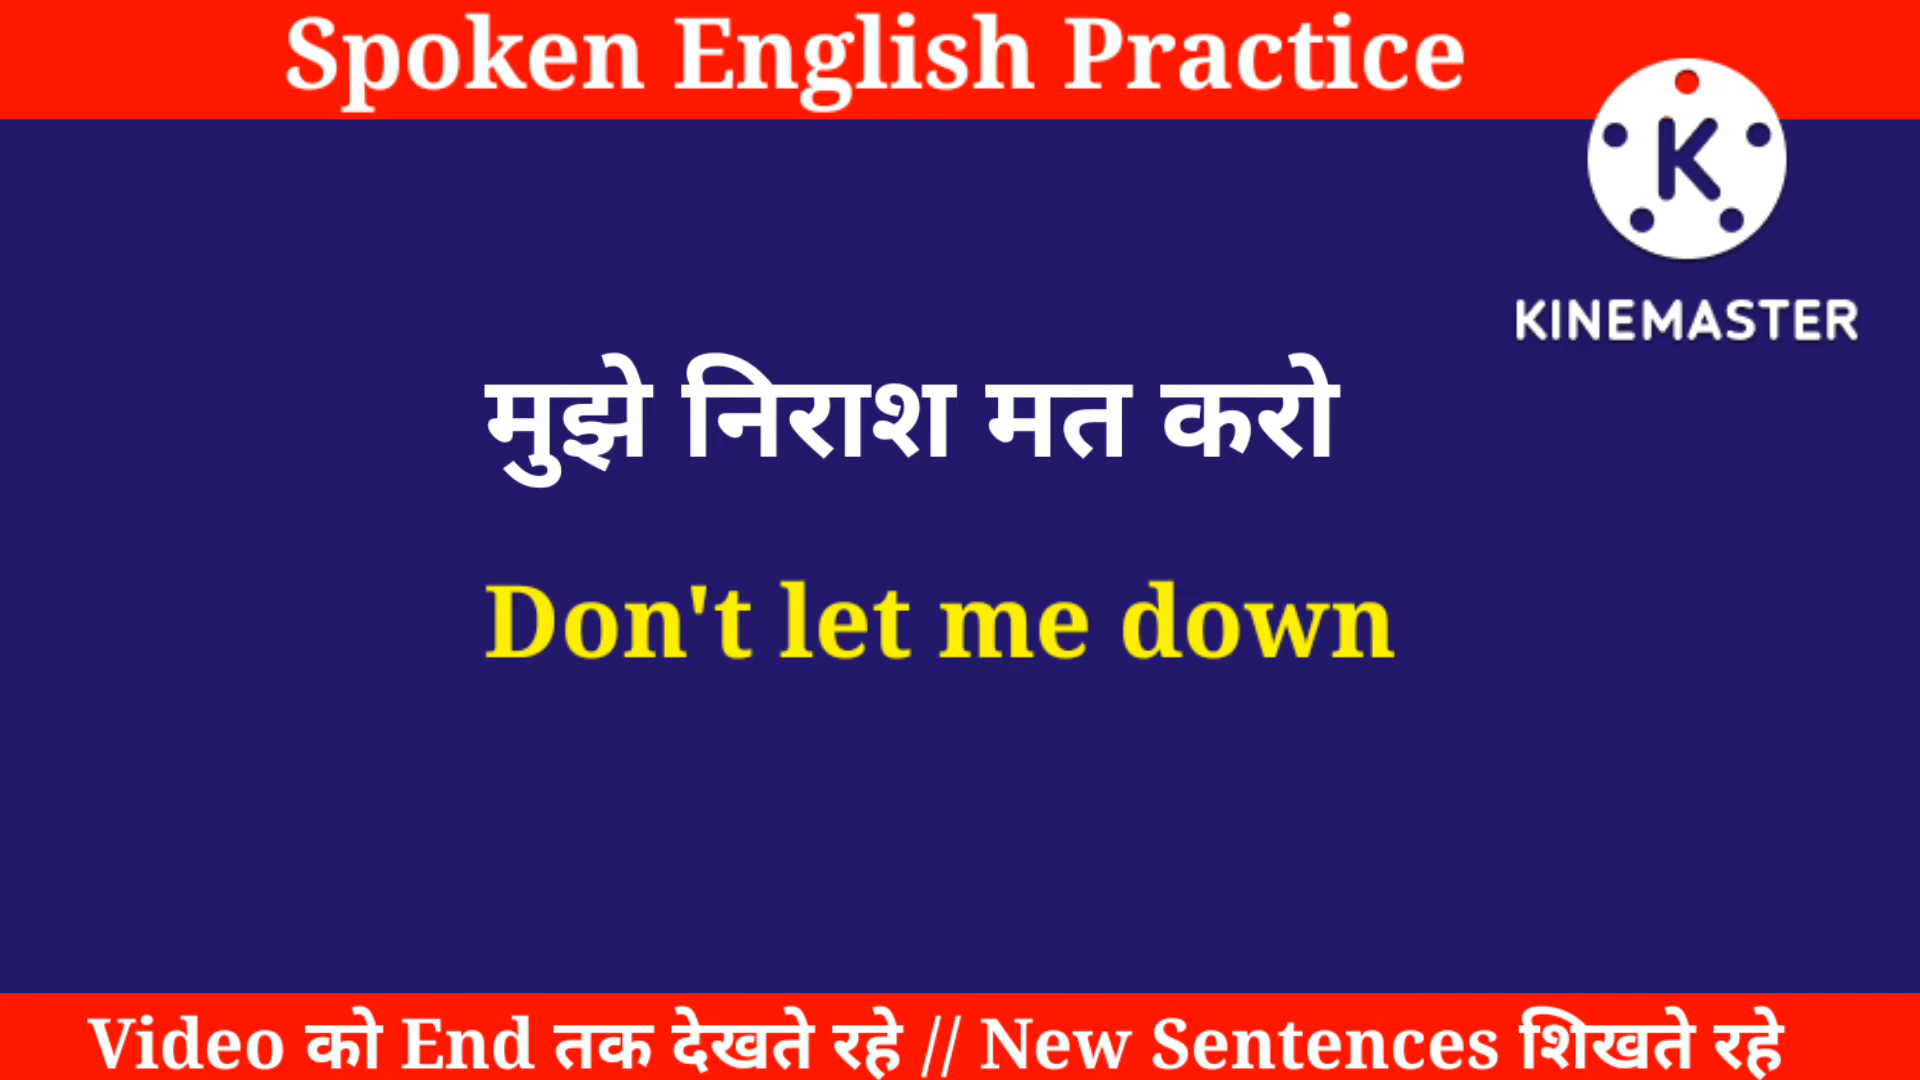 Spoken English Practice
K
KINEMASTER
मुझे निराश मत करो
Don't let me down
Video को End तक देखते रहे // New Sentences शिखते रहे